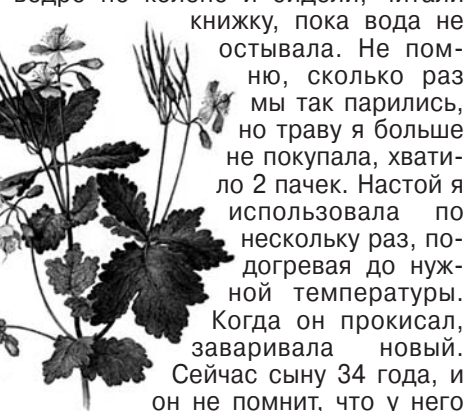 книжку, пока вода не
остывала. Не пом-
ню, сколько раз
мы так парились,
но траву я больше
не покупала, хвати-
ло 2 пачек. Настой я
использовала по
нескольку раз, по-
догревая до нуж-
ной температуры.
Когда он прокисал,
заваривала новый.
Сейчас сыну 34 года, и
он не помнит, что у него